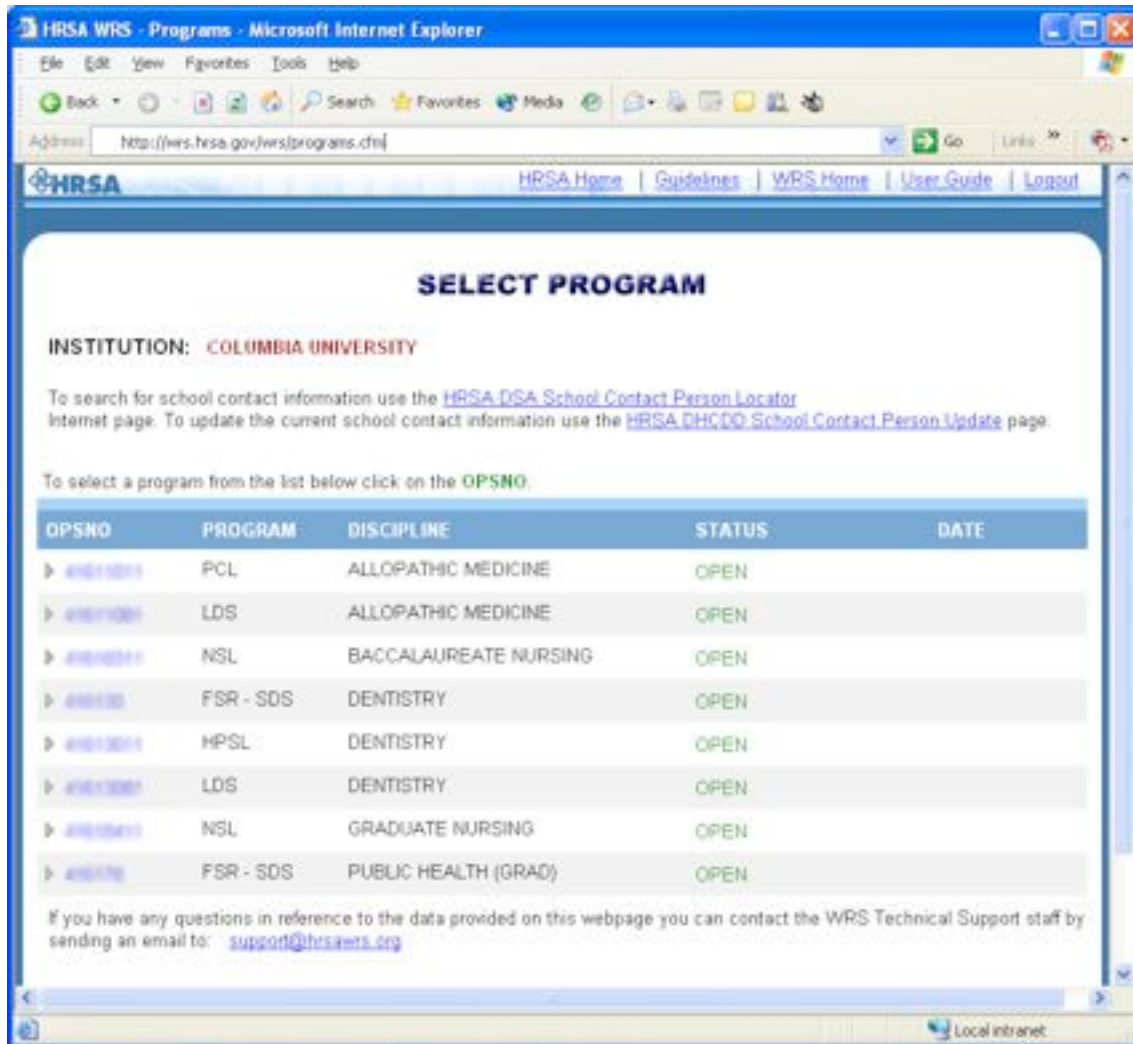 HRSA WRS - Programs - Microsoft Internet Explorer
File Edit View Favorites Tools Help
Back Search Favorites Media
Address http://wrs.hrsa.gov/wrs/programs.cfm Go Links »
HRSA HRSA Home | Guidelines | WRS Home | User Guide | Logout
SELECT PROGRAM
INSTITUTION: COLUMBIA UNIVERSITY
To search for school contact information use the HRSA DSA School Contact Person Locator
Internet page. To update the current school contact information use the HRSA DHCDD School Contact Person Update page.
To select a program from the list below click on the OPSNO.
OPSNO PROGRAM DISCIPLINE STATUS DATE
PCL ALLOPATHIC MEDICINE OPEN
LDS ALLOPATHIC MEDICINE OPEN
NSL BACCALAUREATE NURSING OPEN
FSR - SDS DENTISTRY OPEN
HPSL DENTISTRY OPEN
LDS DENTISTRY OPEN
NSL GRADUATE NURSING OPEN
FSR - SDS PUBLIC HEALTH (GRAD) OPEN
If you have any questions in reference to the data provided on this webpage you can contact the WRS Technical Support staff by
sending an email to: support@hrsawrs.org
Local intranet